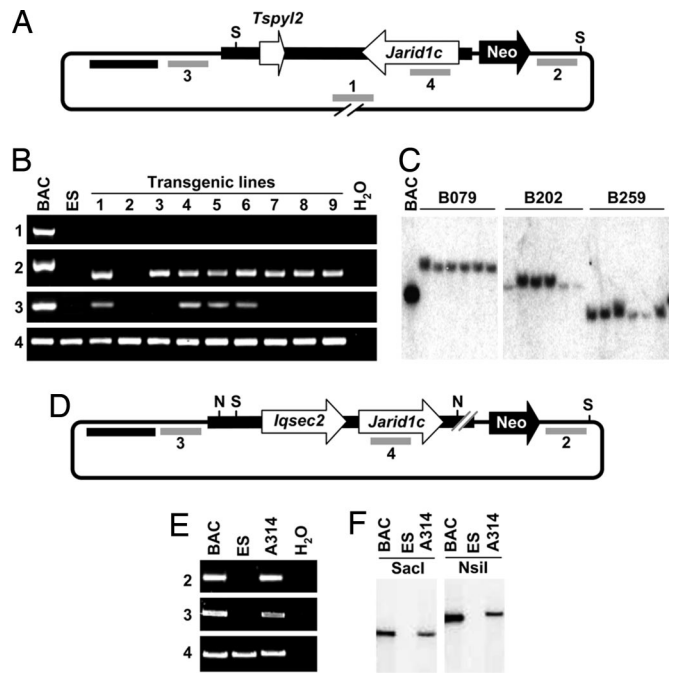 A
S
Tspyl2
Jarid1c
Neo
S
3
4
2
1
B
BAC
ES
Transgenic lines
1 2 3 4 5 6 7 8 9
H2O
1
2
3
4
C
BAC
B079
B202
B259
D
N S
Iqsec2
Jarid1c
N
Neo
S
3
4
2
E
BAC
ES
A314
H2O
2
3
4
F
BAC
ES
A314
BAC
ES
A314
SacI
NsiI